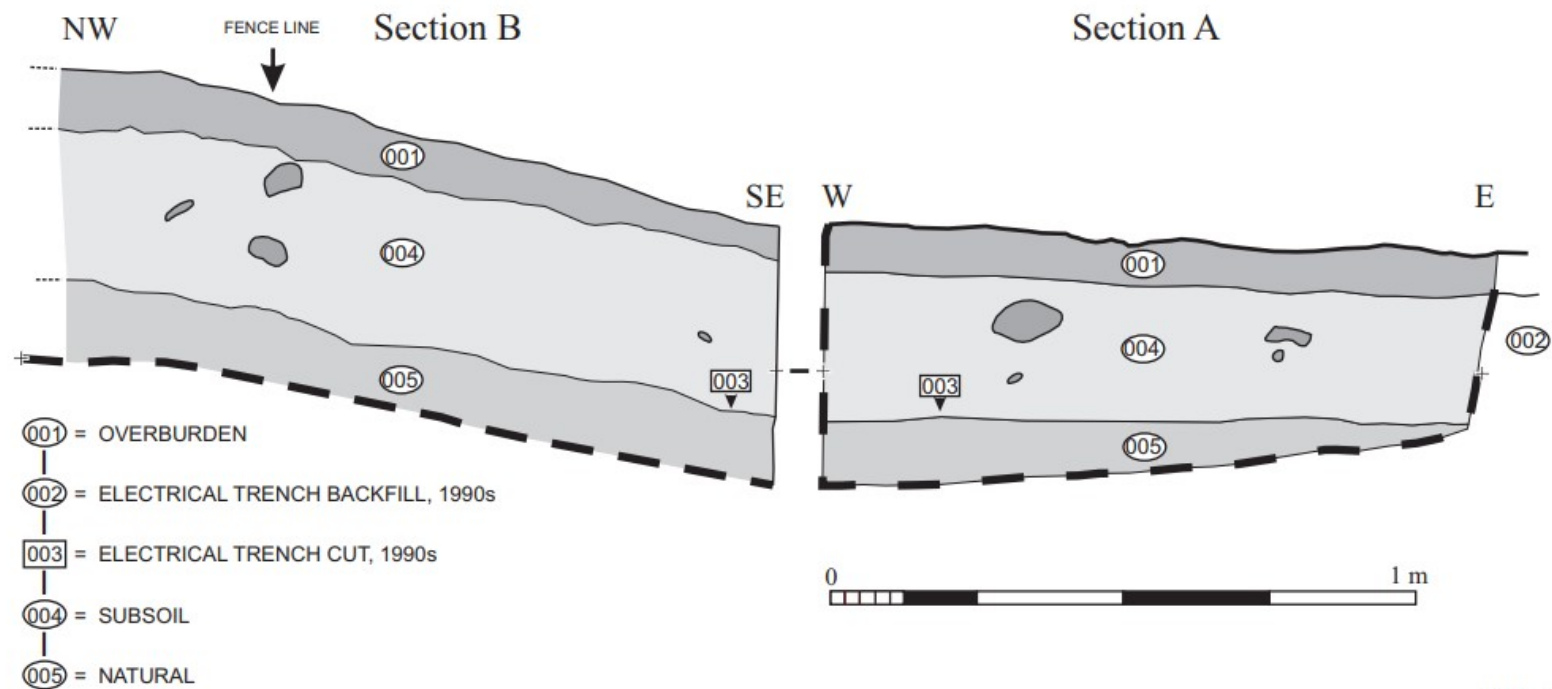 NW
FENCE LINE
Section B
Section A
001
SE
W
E
001
004
002
004
005
003
003
005
001 = OVERBURDEN
002 = ELECTRICAL TRENCH BACKFILL, 1990s
003 = ELECTRICAL TRENCH CUT, 1990s
004 = SUBSOIL
005 = NATURAL
0 1 m